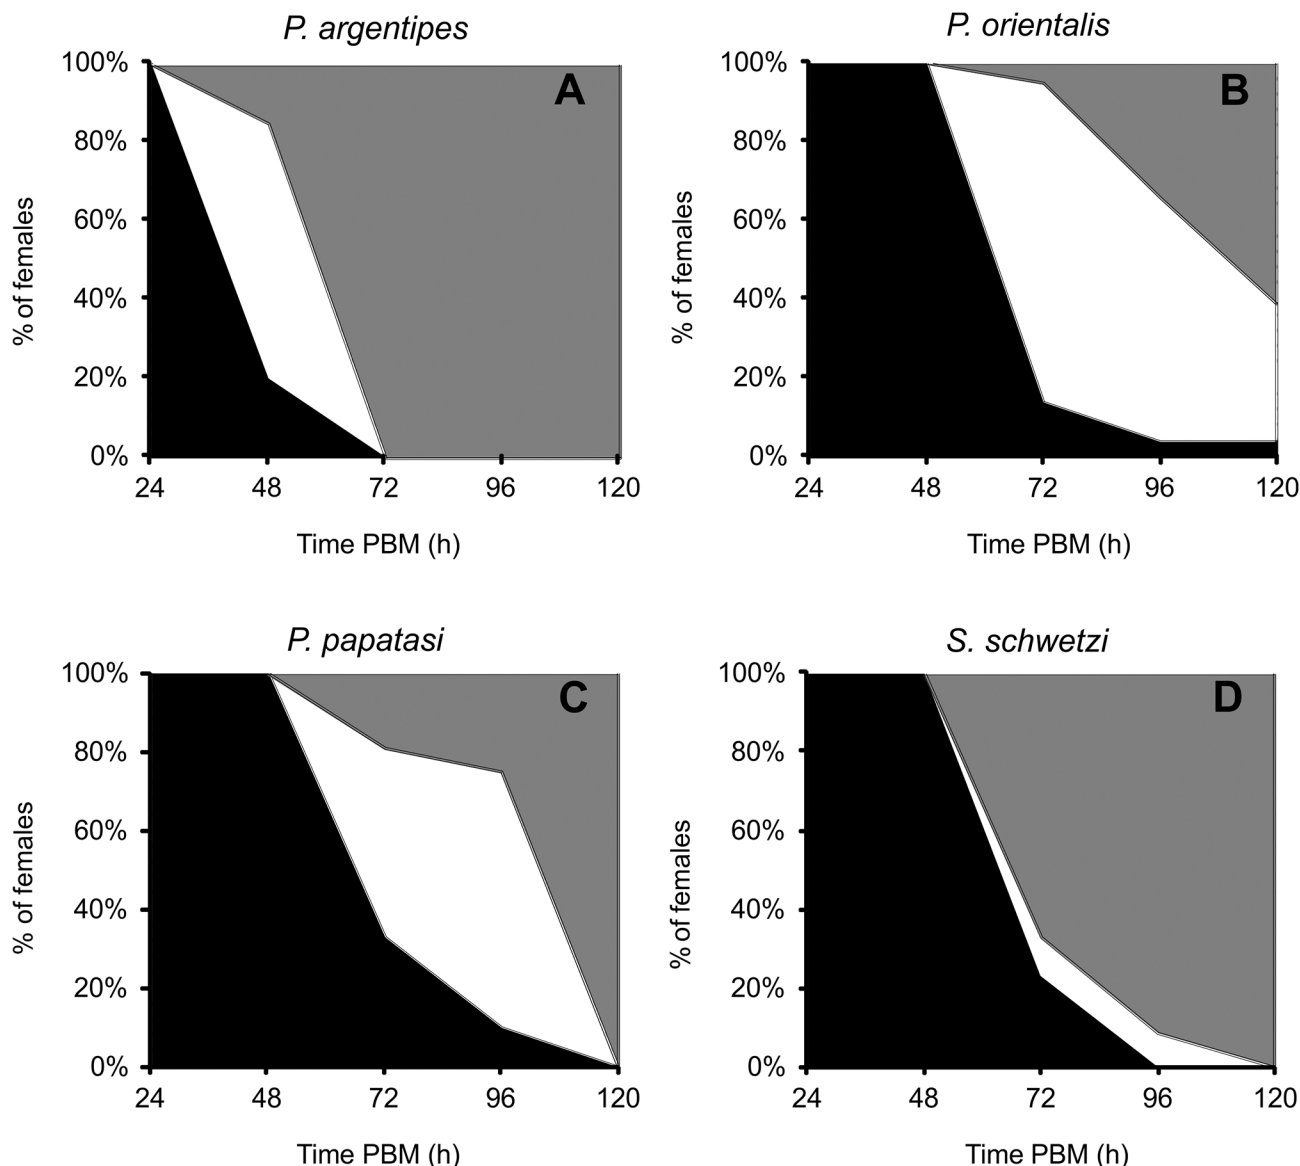 P. argentipes
A
100%
80%
60%
40%
20%
0%
% of females
24 48 72 96 120
Time PBM (h)
P. orientalis
B
100%
80%
60%
40%
20%
0%
% of females
24 48 72 96 120
Time PBM (h)
P. papatasi
C
100%
80%
60%
40%
20%
0%
% of females
24 48 72 96 120
Time PBM (h)
S. schwetzi
D
100%
80%
60%
40%
20%
0%
% of females
24 48 72 96 120
Time PBM (h)